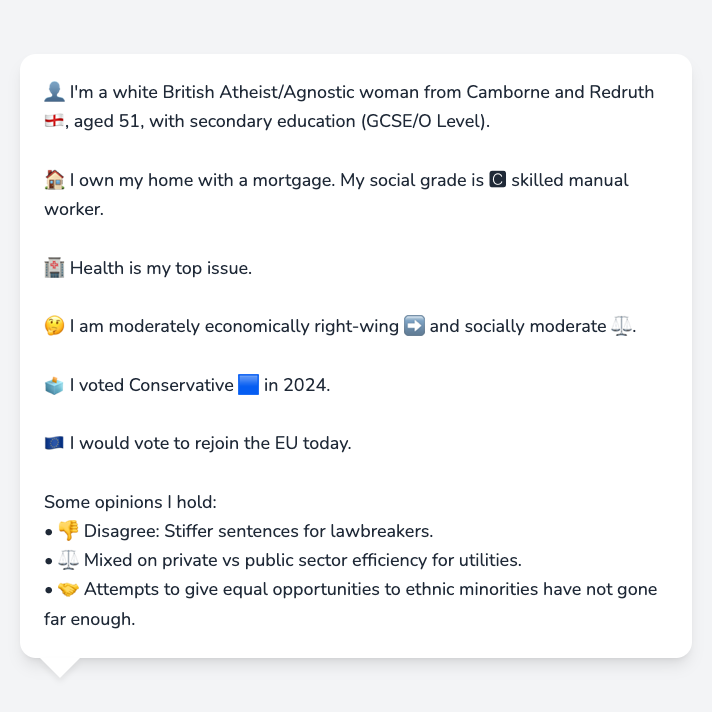 👤 I'm a white British Atheist/Agnostic woman from Camborne and Redruth
🏴󠁧󠁢󠁥󠁮󠁧󠁿, aged 51, with secondary education (GCSE/O Level).
🏠 I own my home with a mortgage. My social grade is 🅲 skilled manual
worker.
🏥 Health is my top issue.
🤔 I am moderately economically right-wing ➡️ and socially moderate ⚖️.
🗳️ I voted Conservative 🟦 in 2024.
🇪🇺 I would vote to rejoin the EU today.
Some opinions I hold:
• 👎 Disagree: Stiffer sentences for lawbreakers.
• ⚖️ Mixed on private vs public sector efficiency for utilities.
• 🤝 Attempts to give equal opportunities to ethnic minorities have not gone
far enough.